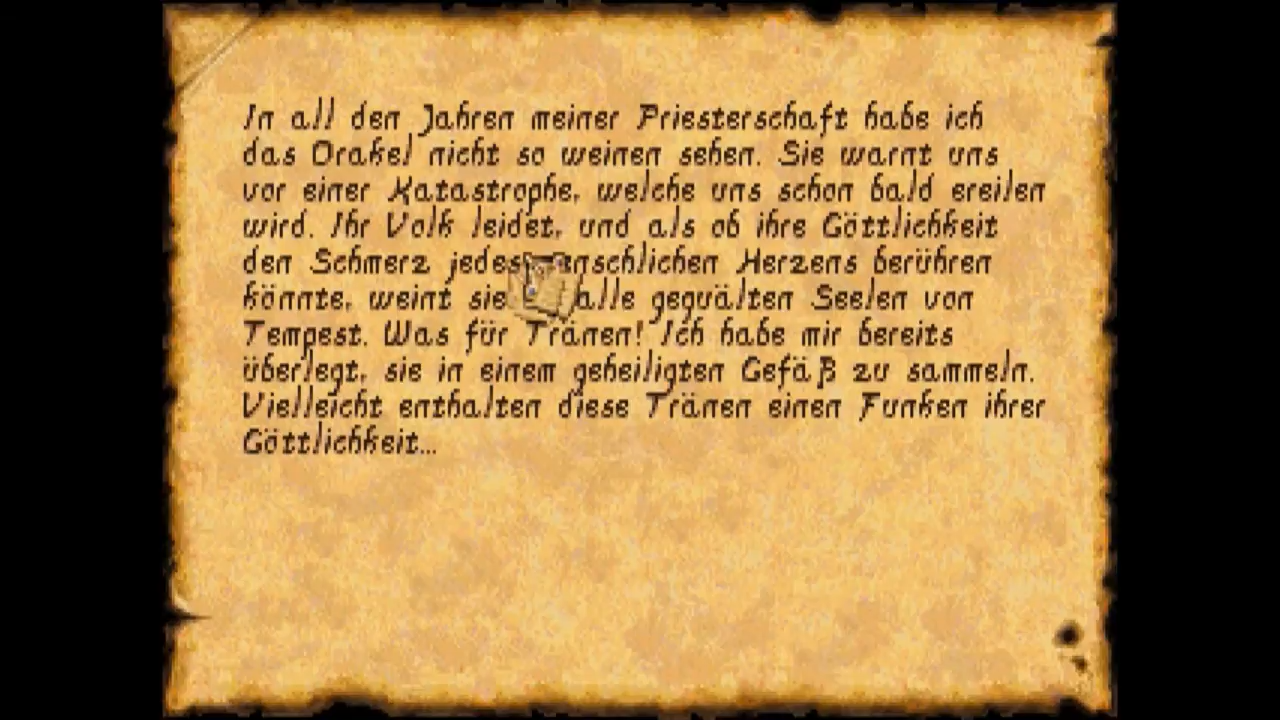 In all den Jahren meiner Priesterschaft habe ich
das Orakel nicht so weinen sehen. Sie warnt uns
vor einer Katastrophe, welche uns schon bald ereilen
wird. Ihr Volk leidet, und als ob ihre Göttlichkeit
den Schmerz jedes menschlichen Herzens berühren
könnte, weint sie alle gequälten Seelen von
Tempest. Was für Tränen! Ich habe mir bereits
überlegt, sie in einem geheiligten Gefäß zu sammeln.
Vielleicht enthalten diese Tränen einen Funken ihrer
Göttlichkeit...